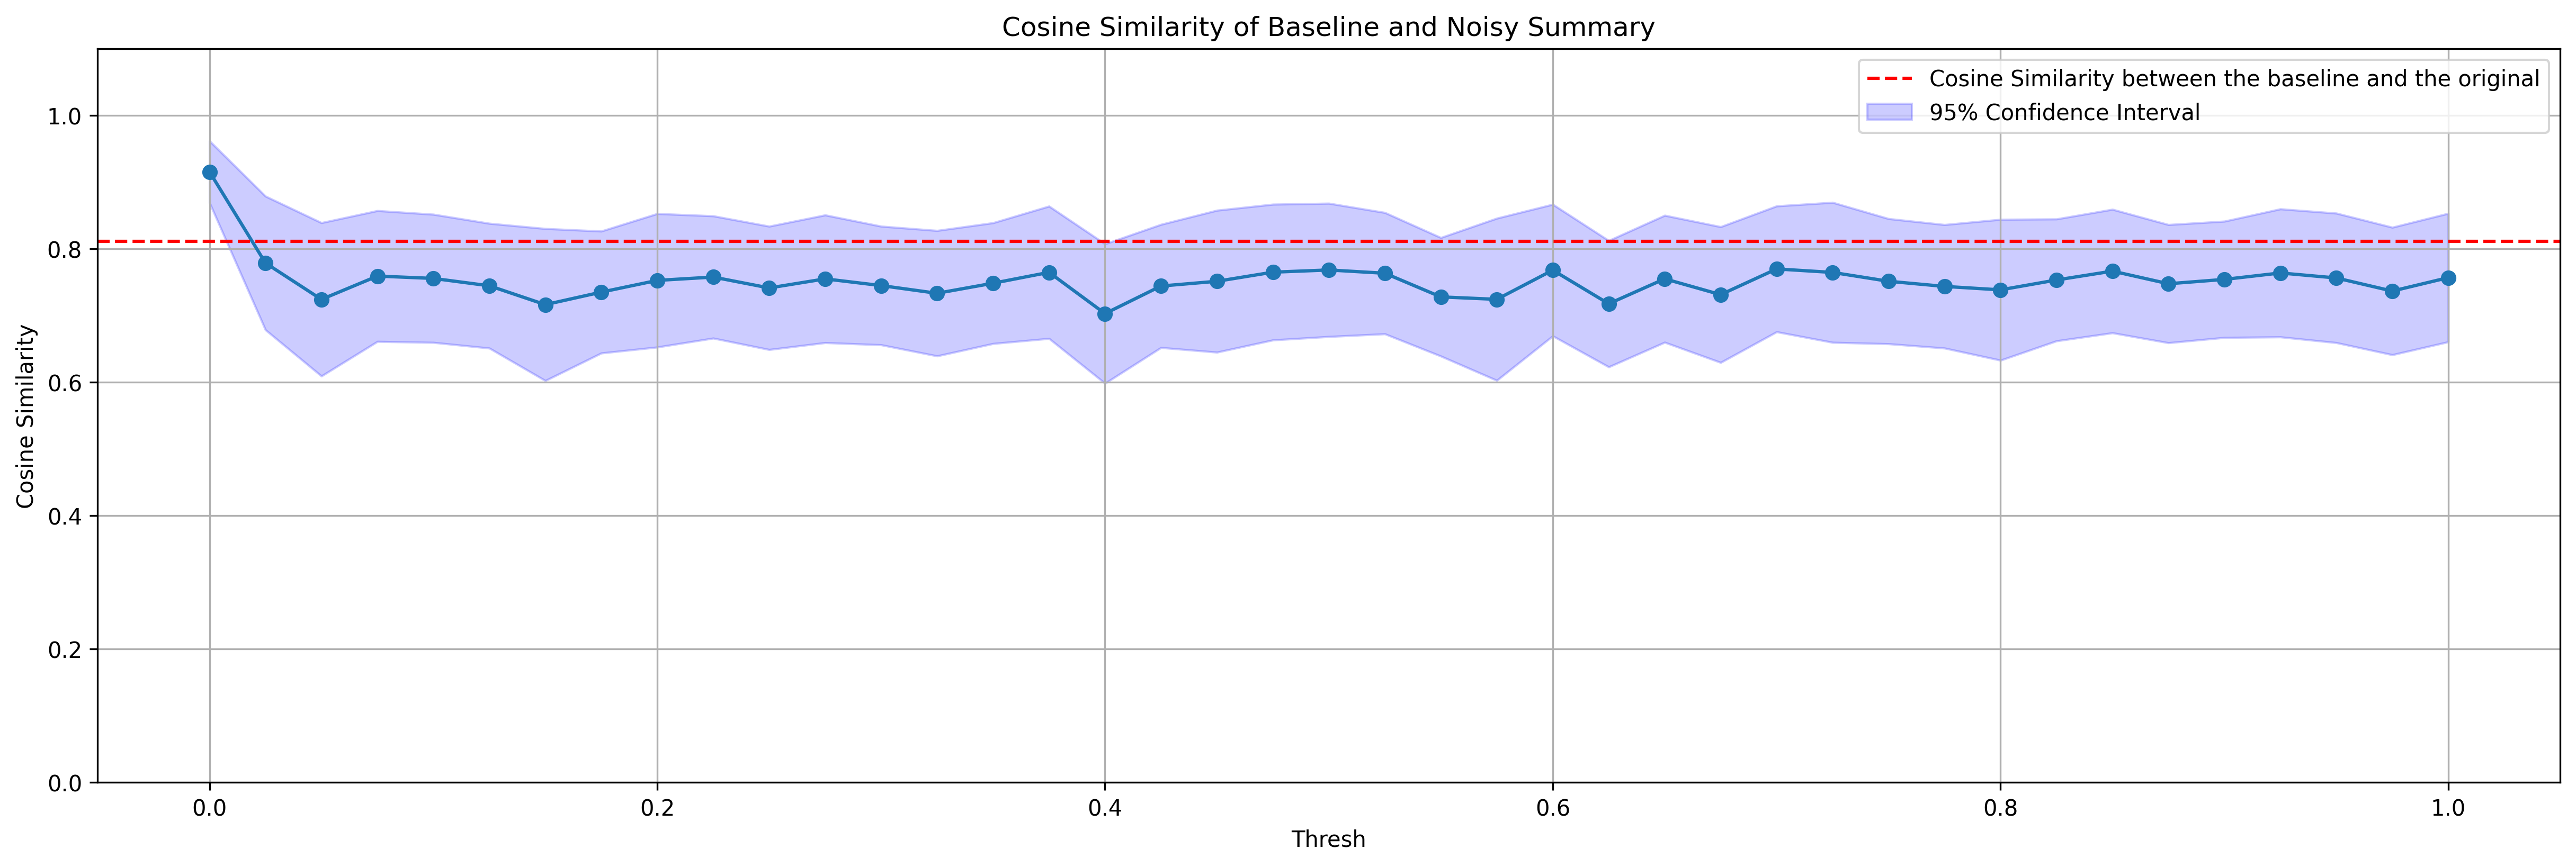 Cosine Similarity of Baseline and Noisy Summary
Cosine Similarity between the baseline and the original
95% Confidence Interval
1.0
0.8
0.6
0.4
0.2
0.0
Cosine Similarity
0.0 0.2 0.4 0.6 0.8 1.0
Thresh